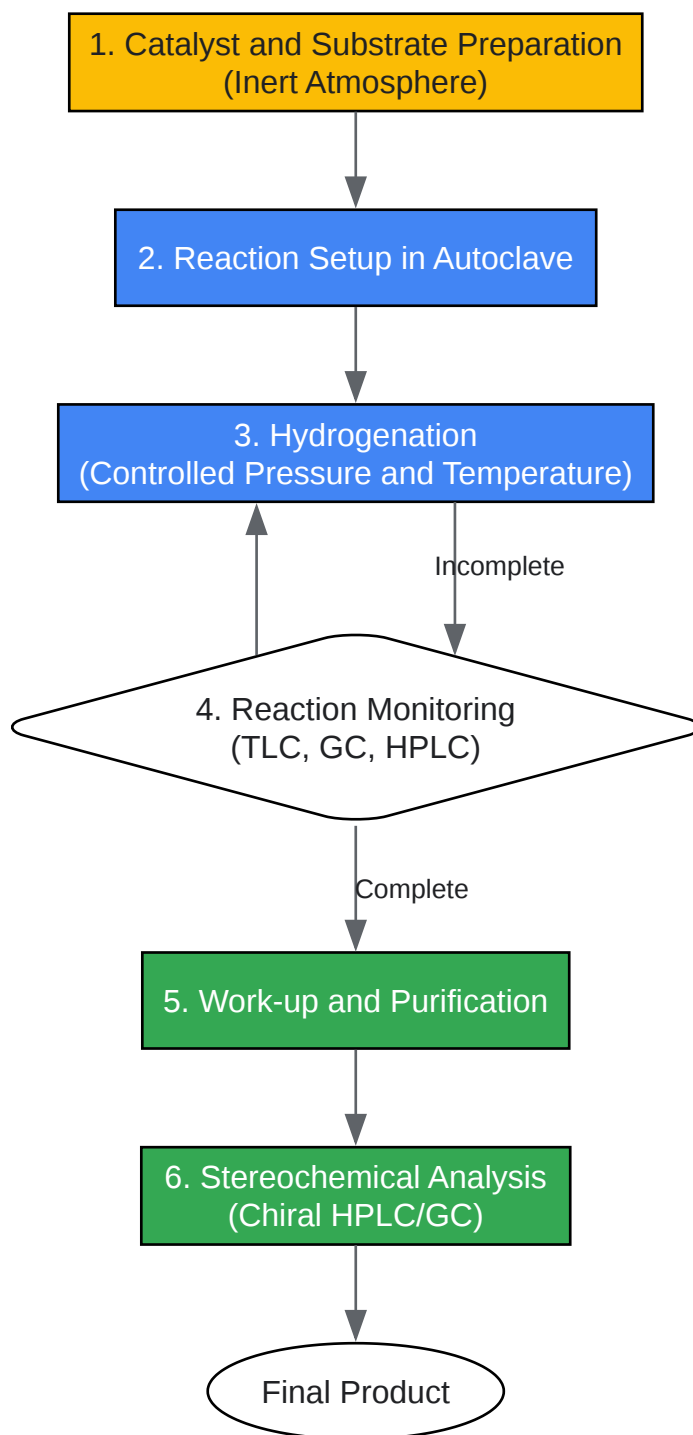 1. Catalyst and Substrate Preparation
(Inert Atmosphere)
2. Reaction Setup in Autoclave
3. Hydrogenation
(Controlled Pressure and Temperature)
Incomplete
4. Reaction Monitoring
(TLC, GC, HPLC)
Complete
5. Work-up and Purification
6. Stereochemical Analysis
(Chiral HPLC/GC)
Final Product